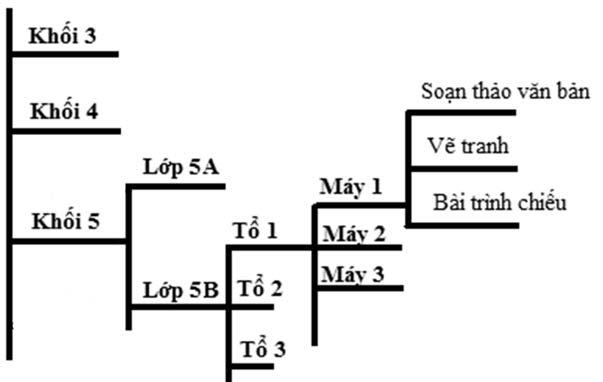 Khối 3
Khối 4
Khối 5
Lớp 5A
Lớp 5B
Tổ 1
Tổ 2
Tổ 3
Máy 1
Máy 2
Máy 3
Soạn thảo văn bản
Vẽ tranh
Bài trình chiếu